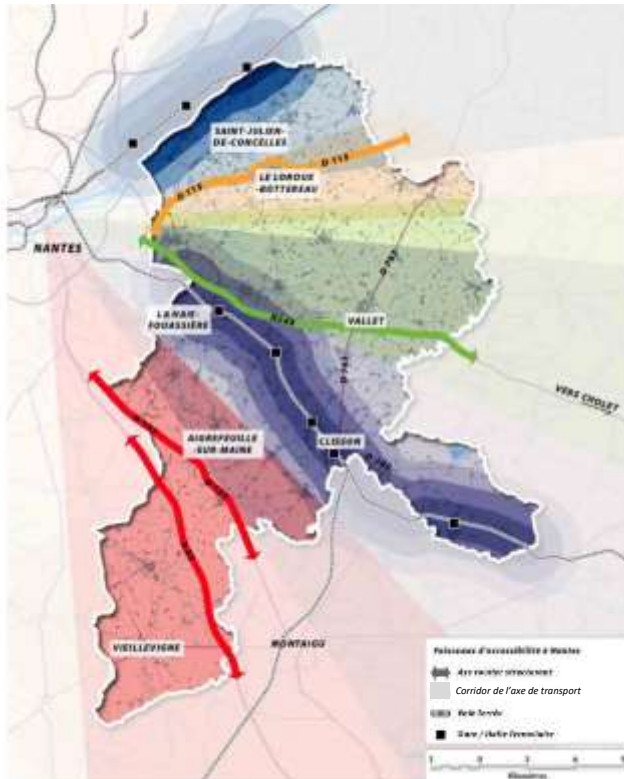 SAINT-JULIEN-
DE-CONCELLES
D 115
LE LOROUX
-BOTTEREAU
D 115
NANTES
D 763
LA HAIE-
FOUASSIÈRE
N249
VALLET
D 763
VERS CHOLET
AIGREFEUILLE
-SUR-MAINE
CLISSON
VIEILLEVIGNE
MONTAIGU
Faisceaux d'accessibilité à Nantes
Axe routier structurant
Corridor de l'axe de transport
Voie ferrée
Gare / Halte ferroviaire
Kilomètres